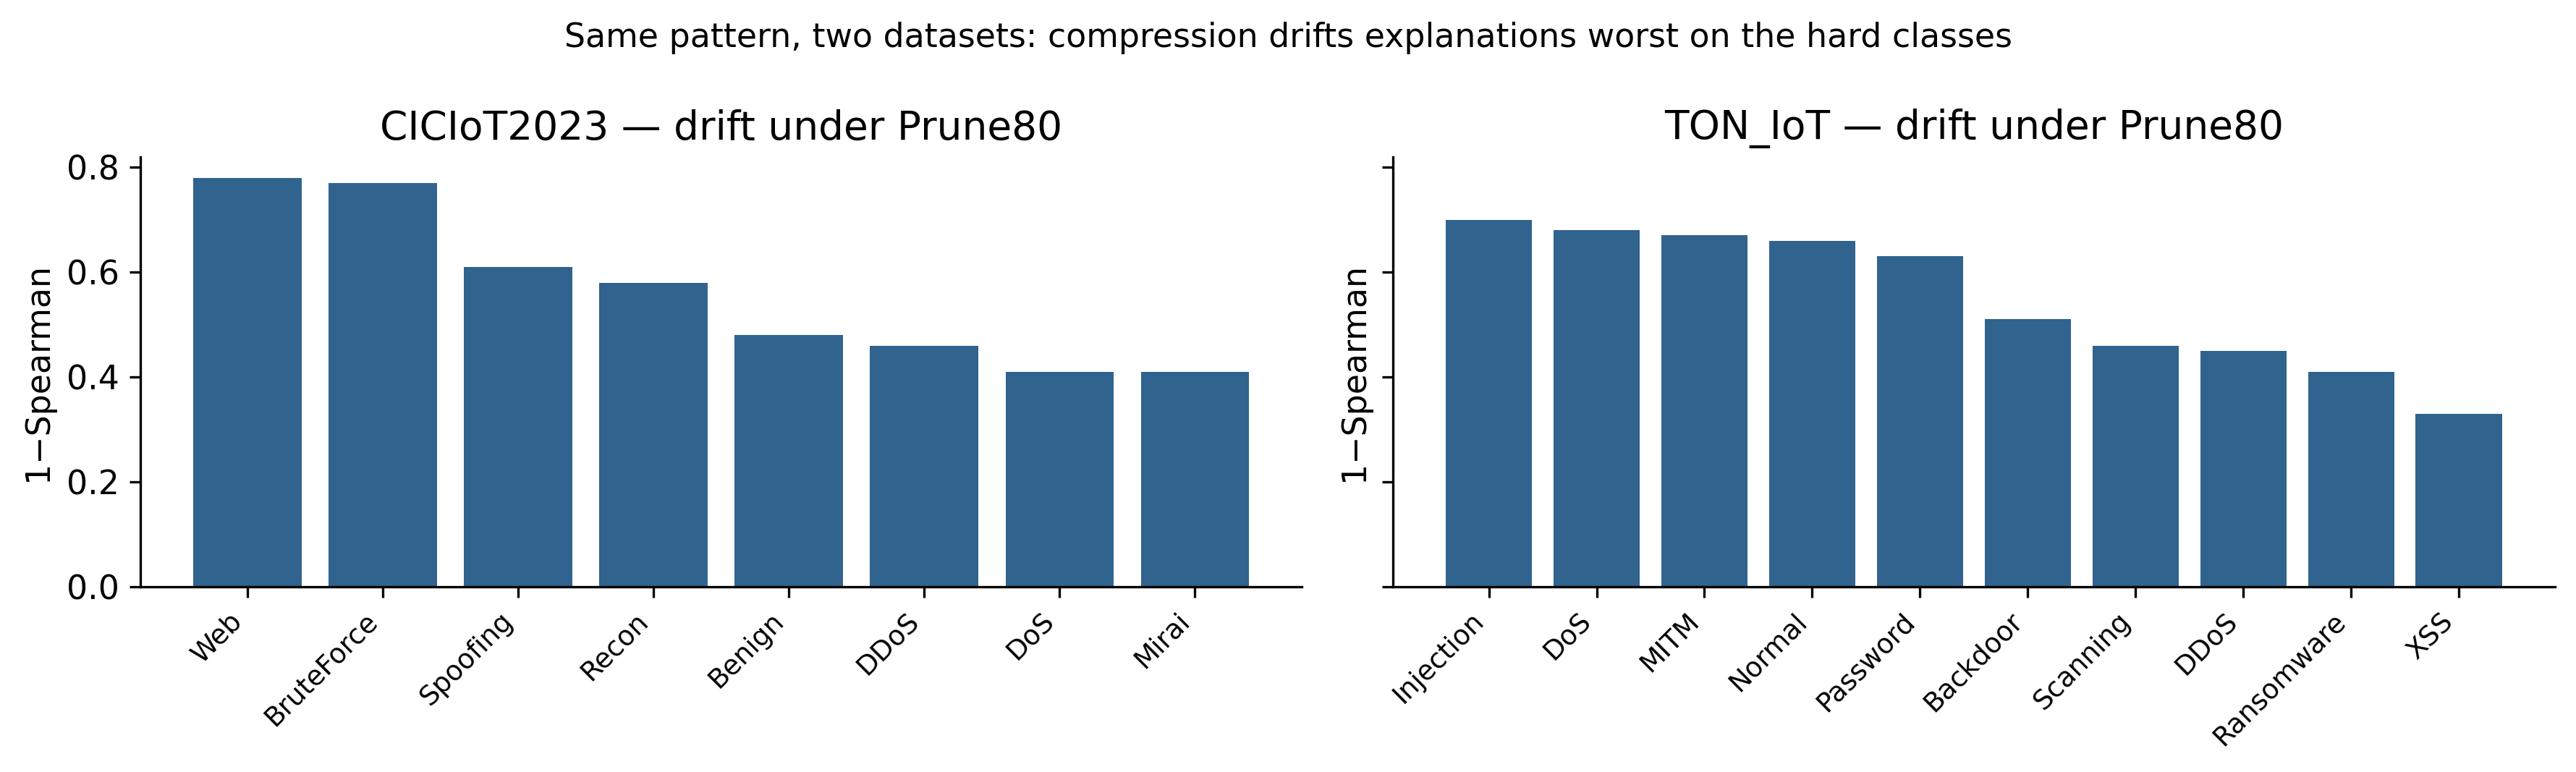 Same pattern, two datasets: compression drifts explanations worst on the hard classes
CICIoT2023 — drift under Prune80
1−Spearman
0.8
0.6
0.4
0.2
0.0
Web
BruteForce
Spoofing
Recon
Benign
DDoS
DoS
Mirai
TON_IoT — drift under Prune80
1−Spearman
Injection
DoS
MITM
Normal
Password
Backdoor
Scanning
DDoS
Ransomware
XSS